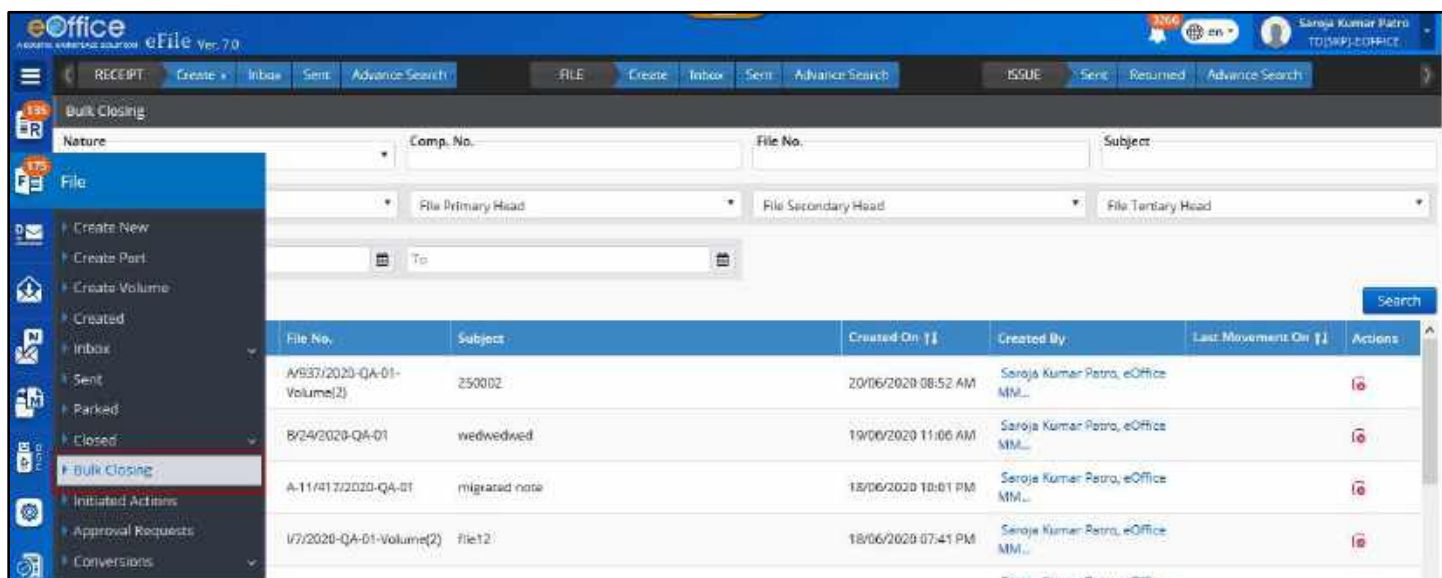 eOffice
eFile Ver. 7.0
3266
en
Saroja Kumar Patro
TD(SKP)-EOFFICE
RECEIPT Create Inbox Sent Advance Search FILE Create Inbox Sent Advance Search ISSUE Sent Returned Advance Search
135
R
Bulk Closing
Nature Comp. No. File No. Subject
175
F
File
File Primary Head File Secondary Head File Tertiary Head
Create New
Create Part To
Create Volume
Search
Created
File No. Subject Created On Created By Last Movement On Actions
Inbox
A/937/2020-QA-01-Volume(2) 250002 20/06/2020 08:52 AM Saroja Kumar Patro, eOffice MM...
Sent
Parked
Closed B/24/2020-QA-01 wedwedwed 19/06/2020 11:06 AM Saroja Kumar Patro, eOffice MM...
Bulk Closing
Initiated Actions A-11/417/2020-QA-01 migrated note 18/06/2020 10:01 PM Saroja Kumar Patro, eOffice MM...
Approval Requests
I/7/2020-QA-01-Volume(2) file12 18/06/2020 07:41 PM Saroja Kumar Patro, eOffice MM...
Conversions